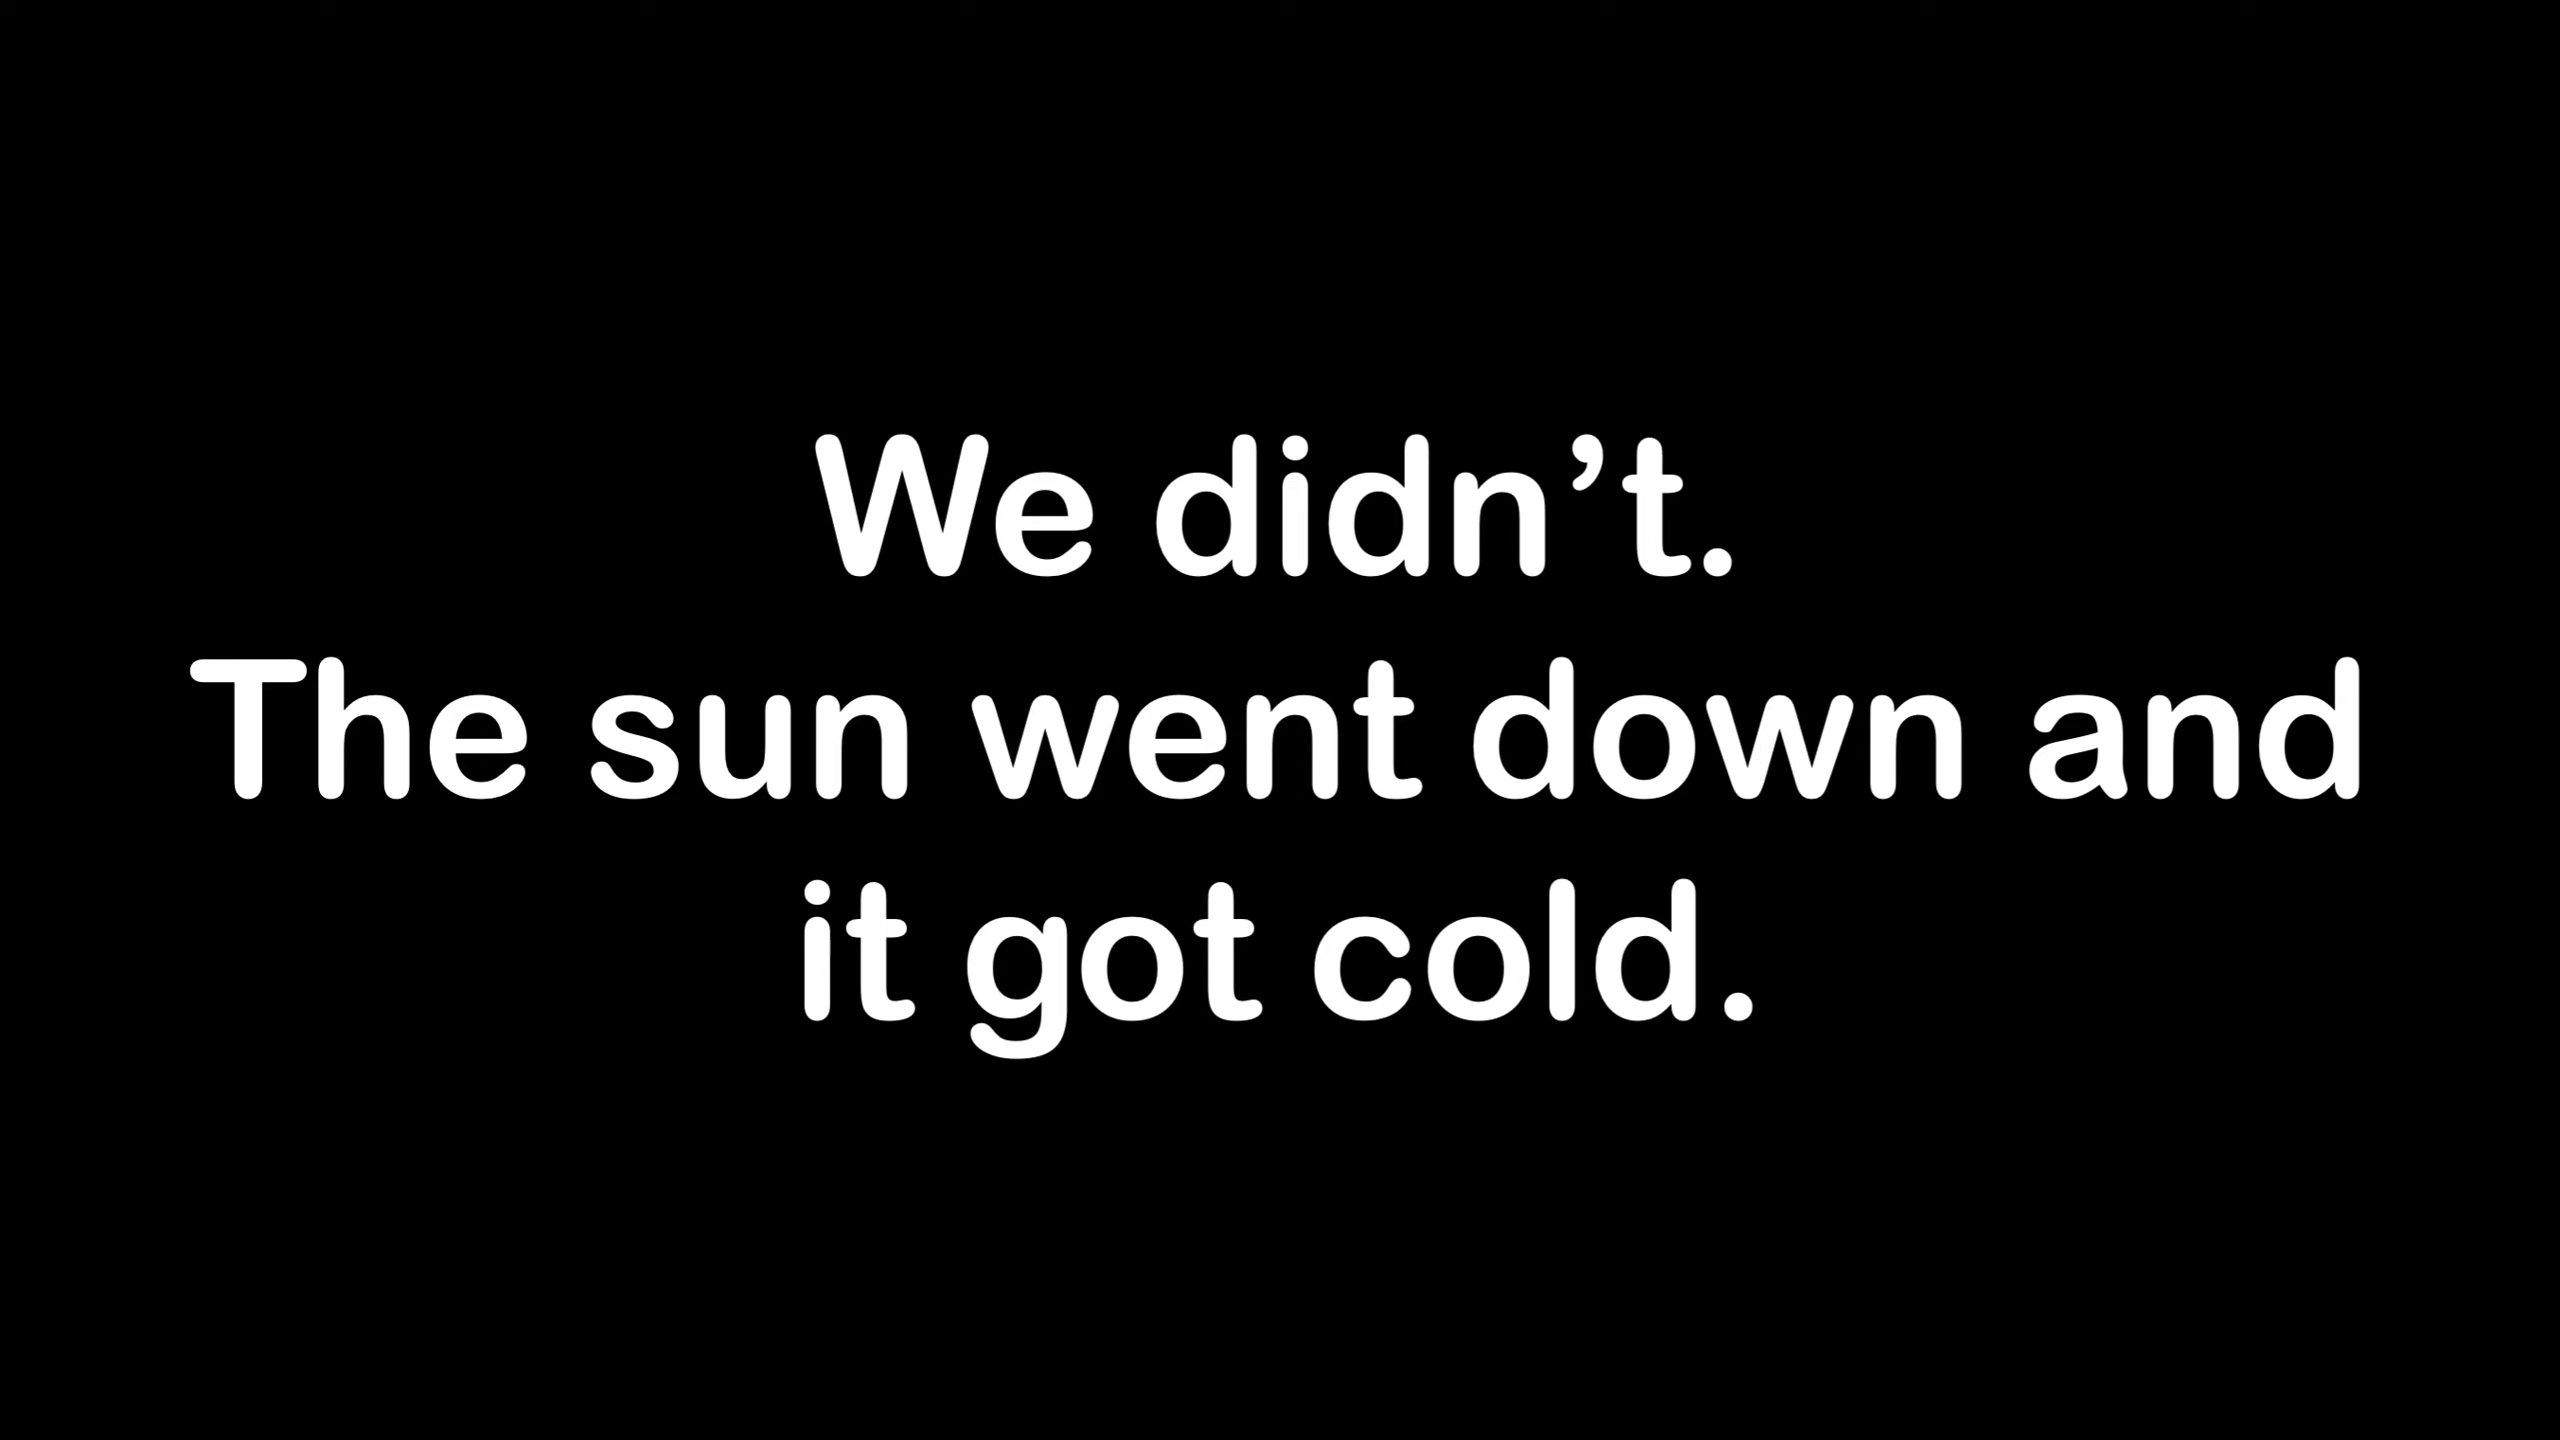 We didn’t.
The sun went down and
it got cold.